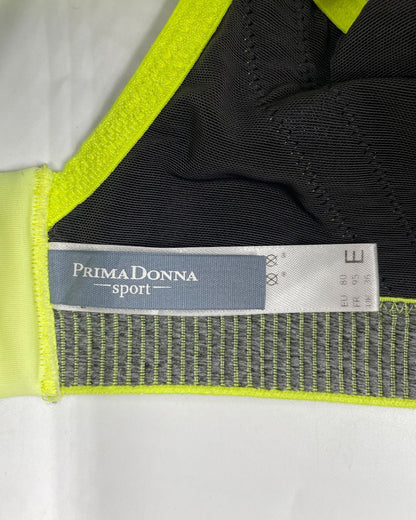 PRIMADONNA
sport
E
EU 80
FR 95
UK 36